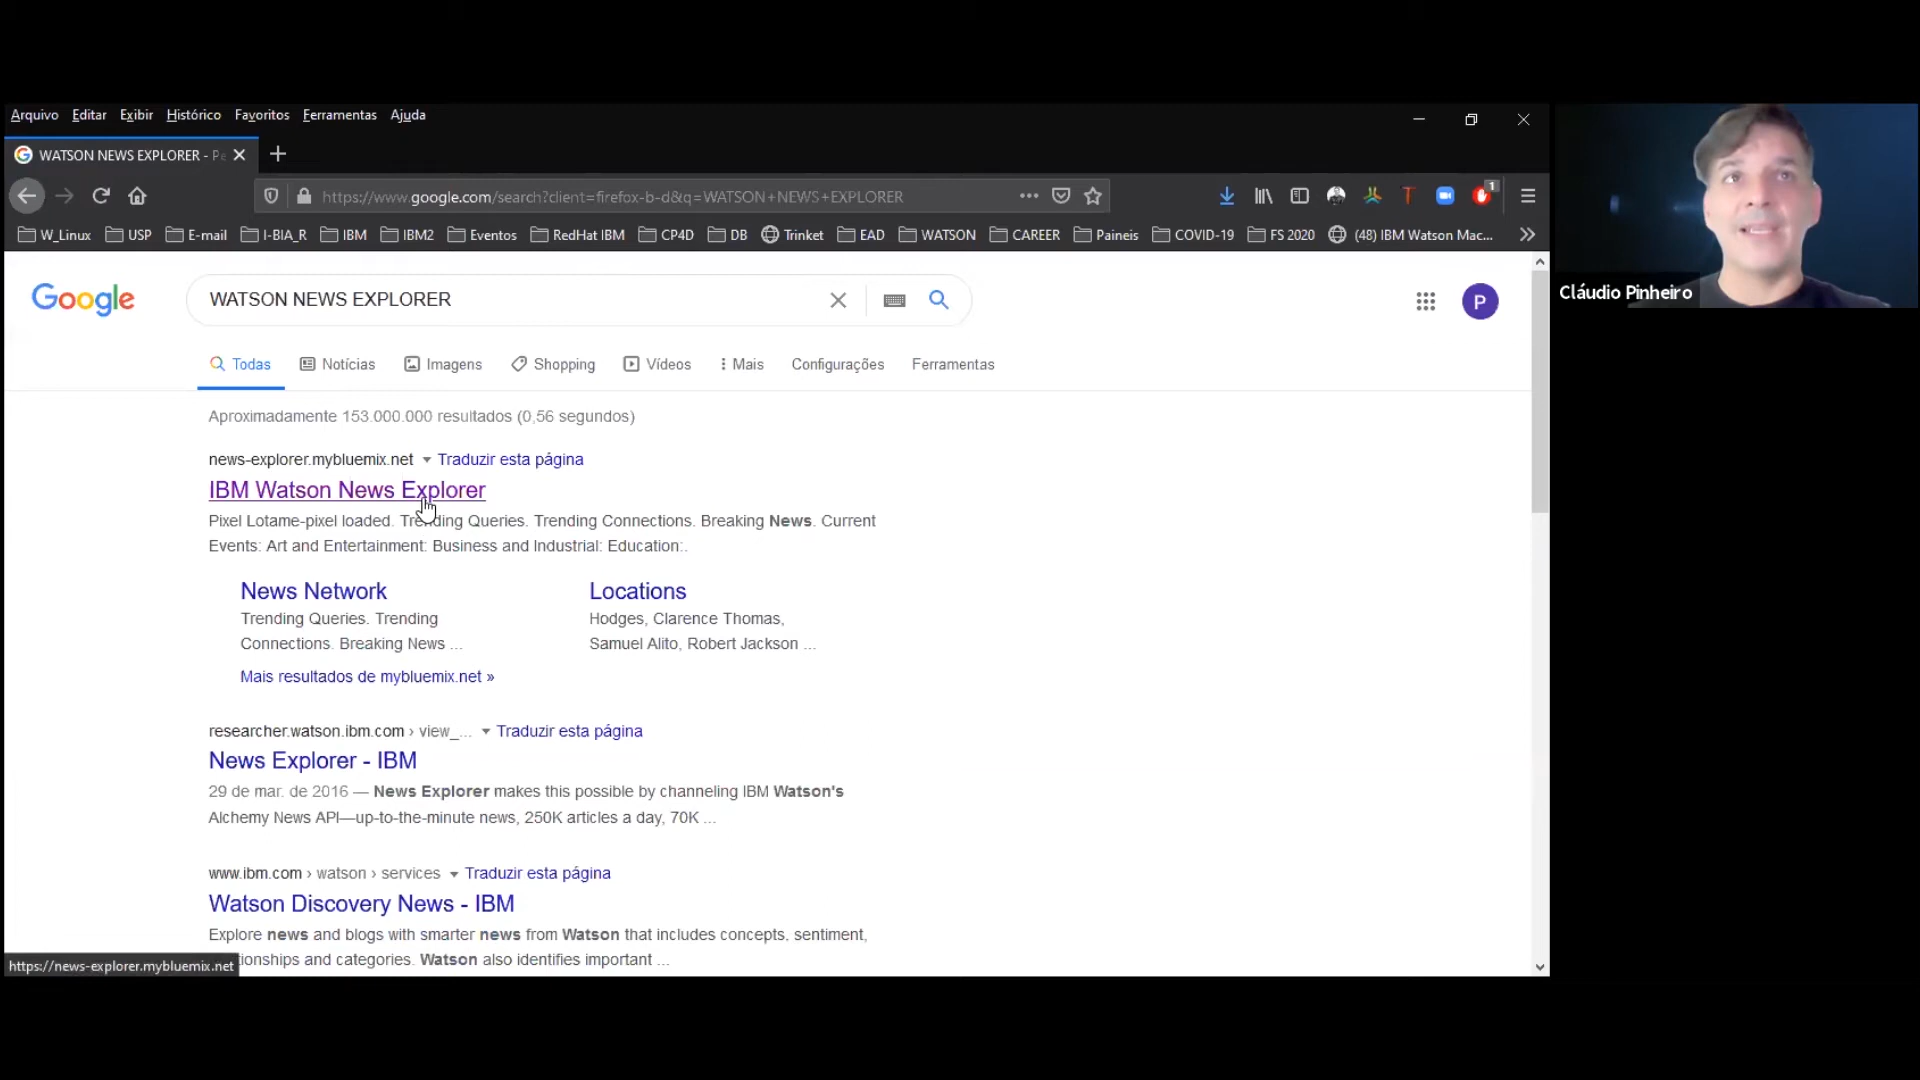 Arquivo Editar Exibir Histórico Favoritos Ferramentas Ajuda
WATSON NEWS EXPLORER - Pe
https://www.google.com/search?client=firefox-b-d&q=WATSON+NEWS+EXPLORER
1
W_Linux USP E-mail I-BIA_R IBM IBM2 Eventos RedHat IBM CP4D DB Trinket EAD WATSON CAREER Paineis COVID-19 FS 2020 (48) IBM Watson Mac...
Cláudio Pinheiro
Google
WATSON NEWS EXPLORER
P
Todas Notícias Imagens Shopping Vídeos Mais Configurações Ferramentas
Aproximadamente 153.000.000 resultados (0,56 segundos)
news-explorer.mybluemix.net Traduzir esta página
IBM Watson News Explorer
Pixel Lotame-pixel loaded. Trending Queries. Trending Connections. Breaking News. Current
Events: Art and Entertainment: Business and Industrial: Education:.
News Network
Trending Queries. Trending
Connections. Breaking News ...
Locations
Hodges, Clarence Thomas,
Samuel Alito, Robert Jackson ...
Mais resultados de mybluemix.net »
researcher.watson.ibm.com › view_... Traduzir esta página
News Explorer - IBM
29 de mar. de 2016 — News Explorer makes this possible by channeling IBM Watson's
Alchemy News API—up-to-the-minute news, 250K articles a day, 70K ...
www.ibm.com › watson › services Traduzir esta página
Watson Discovery News - IBM
Explore news and blogs with smarter news from Watson that includes concepts, sentiment,
ionships and categories. Watson also identifies important ...
https://news-explorer.mybluemix.net